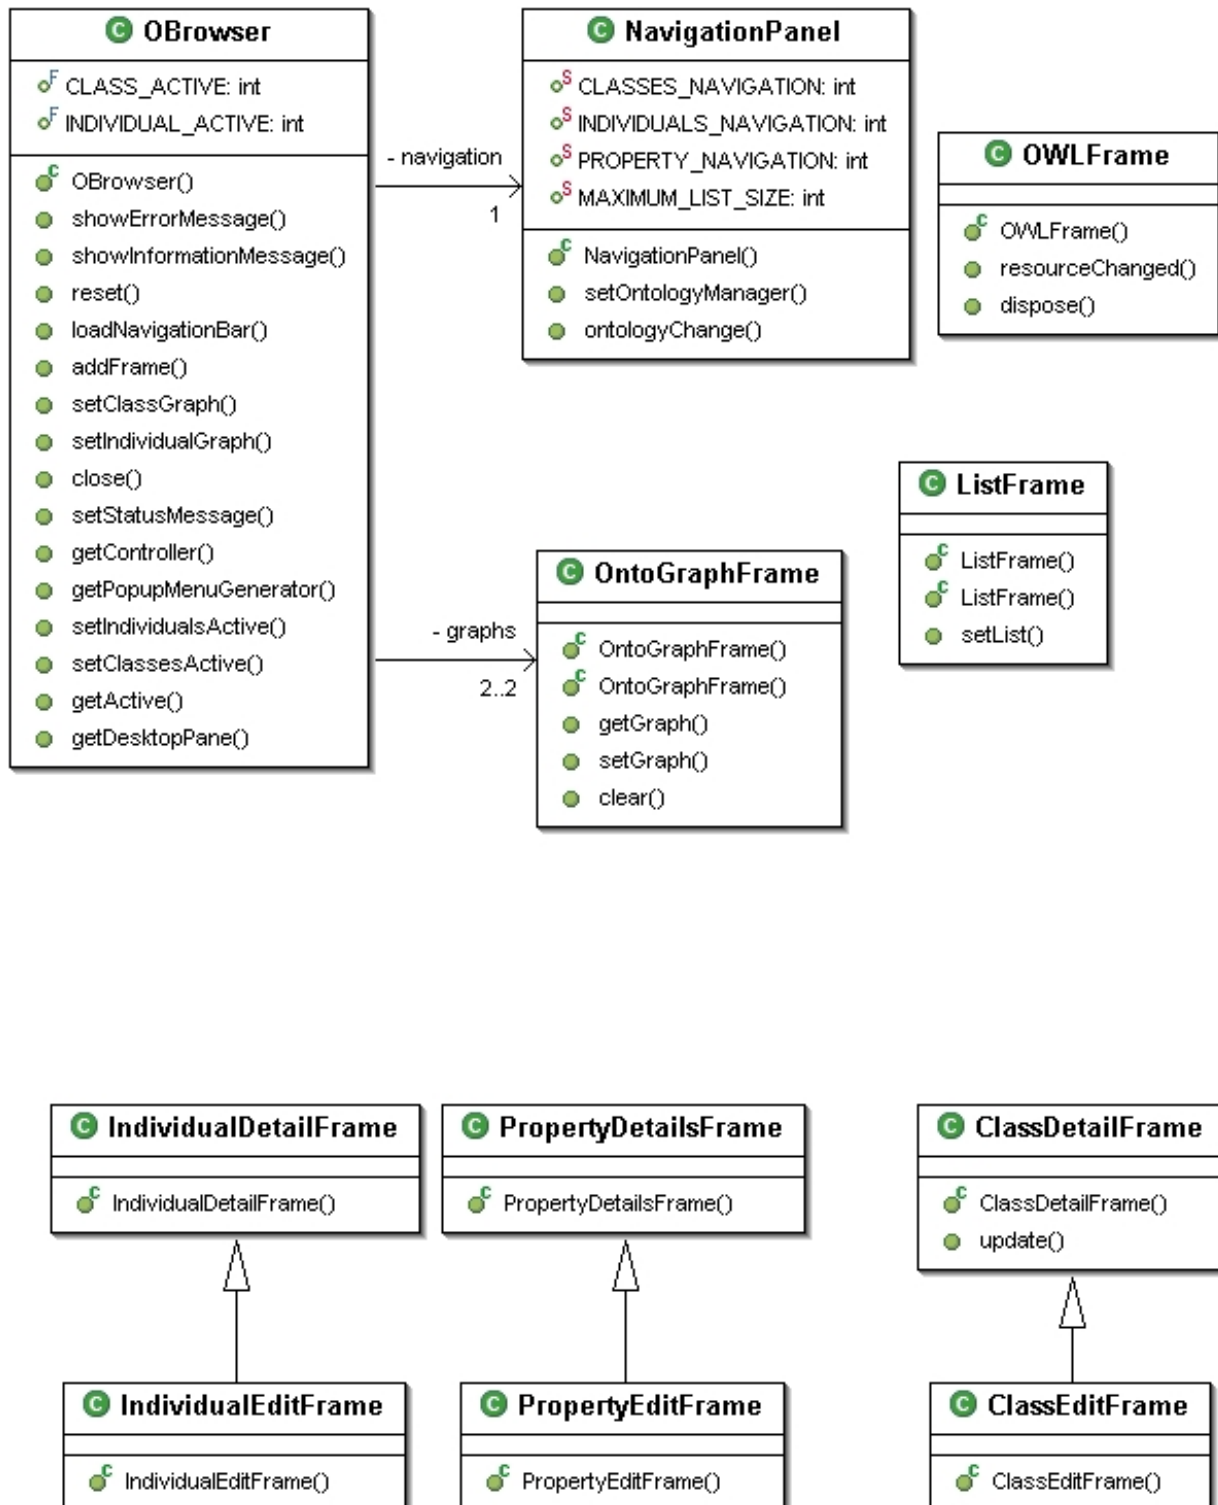 OBrowser
CLASS_ACTIVE: int
INDIVIDUAL_ACTIVE: int
OBrowser()
showErrorMessage()
showInformationMessage()
reset()
loadNavigationBar()
addFrame()
setClassGraph()
setIndividualGraph()
close()
setStatusMessage()
getController()
getPopupMenuGenerator()
setIndividualsActive()
setClassesActive()
getActive()
getDesktopPane()
- navigation
1
- graphs
2..2
NavigationPanel
CLASSES_NAVIGATION: int
INDIVIDUALS_NAVIGATION: int
PROPERTY_NAVIGATION: int
MAXIMUM_LIST_SIZE: int
NavigationPanel()
setOntologyManager()
ontologyChange()
OWLFrame
OWLFrame()
resourceChanged()
dispose()
ListFrame
ListFrame()
ListFrame()
setList()
OntoGraphFrame
OntoGraphFrame()
OntoGraphFrame()
getGraph()
setGraph()
clear()
IndividualDetailFrame
IndividualDetailFrame()
PropertyDetailsFrame
PropertyDetailsFrame()
ClassDetailFrame
ClassDetailFrame()
update()
IndividualEditFrame
IndividualEditFrame()
PropertyEditFrame
PropertyEditFrame()
ClassEditFrame
ClassEditFrame()